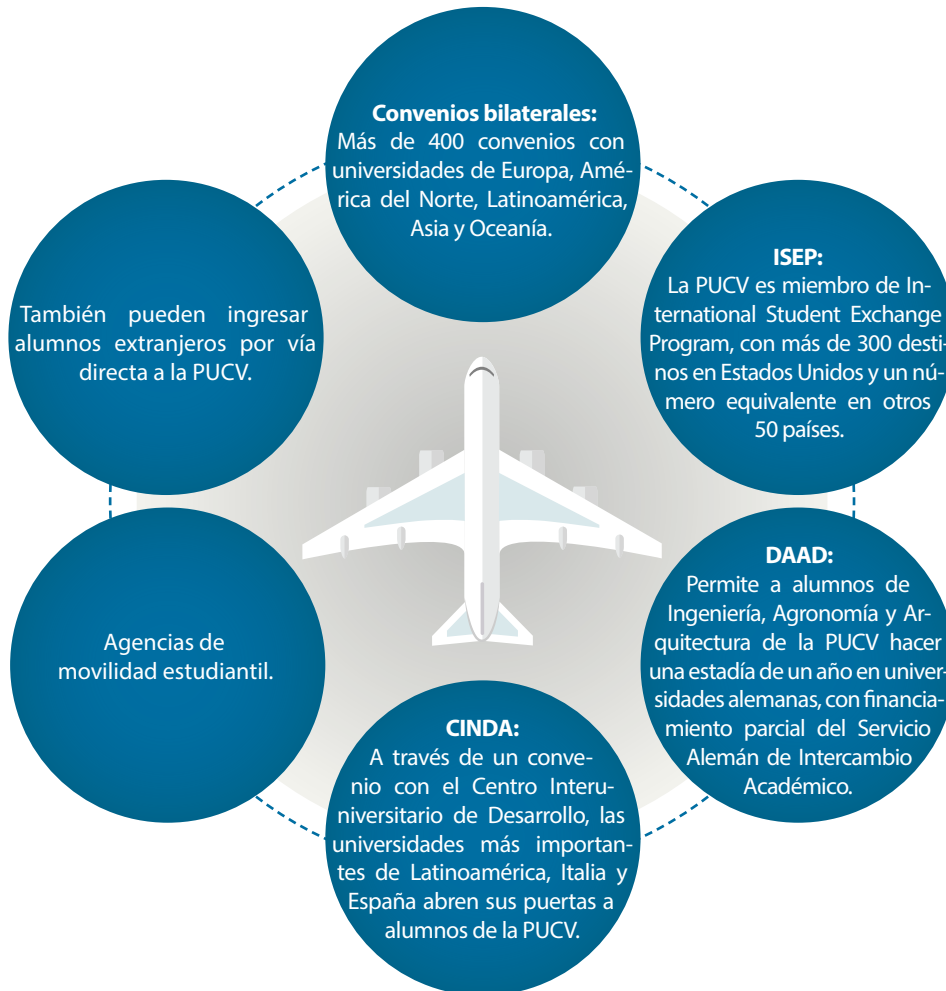 Convenios bilaterales:
Más de 400 convenios con
universidades de Europa, Amé-
rica del Norte, Latinoamérica,
Asia y Oceanía.
ISEP:
La PUCV es miembro de In-
ternational Student Exchange
Program, con más de 300 desti-
nos en Estados Unidos y un nú-
mero equivalente en otros
50 países.
DAAD:
Permite a alumnos de
Ingeniería, Agronomía y Ar-
quitectura de la PUCV hacer
una estadía de un año en univer-
sidades alemanas, con financia-
miento parcial del Servicio
Alemán de Intercambio
Académico.
CINDA:
A través de un conve-
nio con el Centro Interu-
niversitario de Desarrollo, las
universidades más importan-
tes de Latinoamérica, Italia y
España abren sus puertas a
alumnos de la PUCV.
Agencias de
movilidad estudiantil.
También pueden ingresar
alumnos extranjeros por vía
directa a la PUCV.